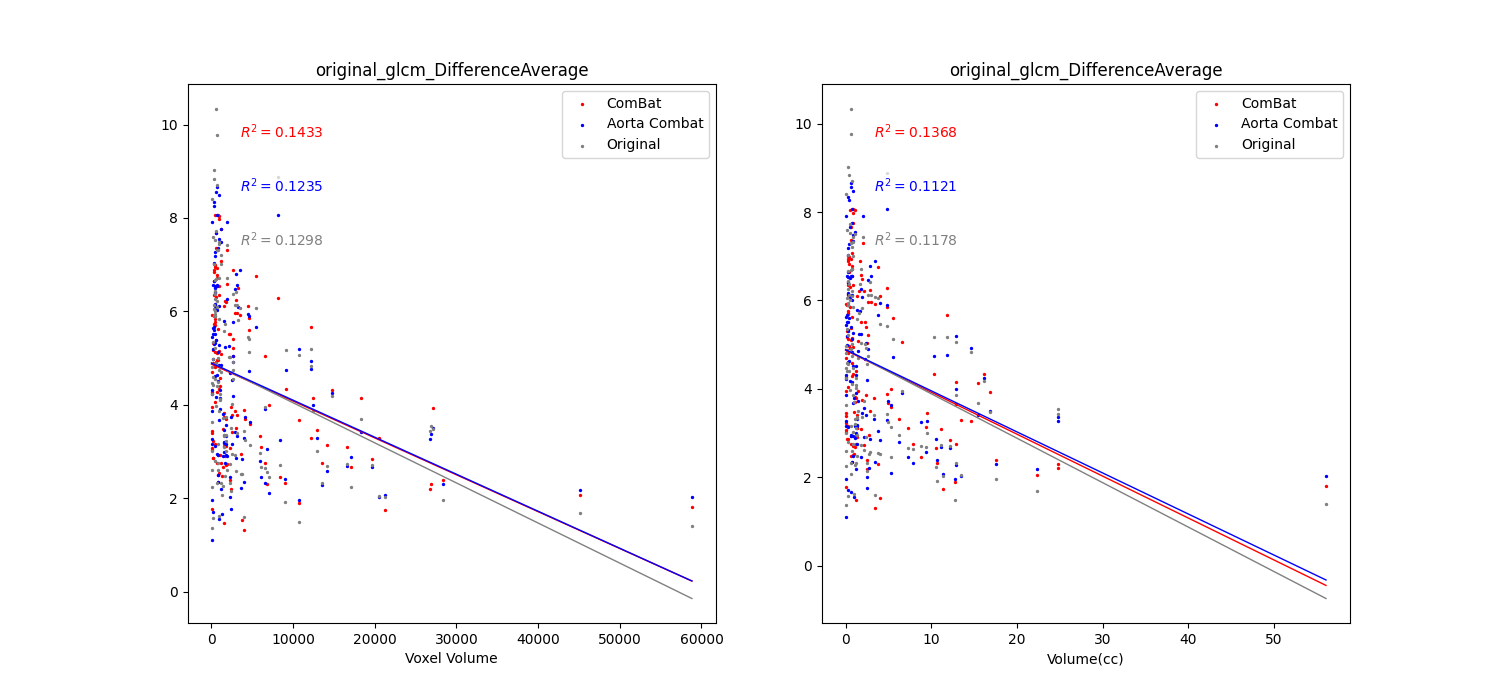 original_glcm_DifferenceAverage
ComBat
Aorta Combat
Original
R² = 0.1433
R² = 0.1235
R² = 0.1298
10
8
6
4
2
0
0 10000 20000 30000 40000 50000 60000
Voxel Volume
original_glcm_DifferenceAverage
ComBat
Aorta Combat
Original
R² = 0.1368
R² = 0.1121
R² = 0.1178
10
8
6
4
2
0
0 10 20 30 40 50
Volume(cc)